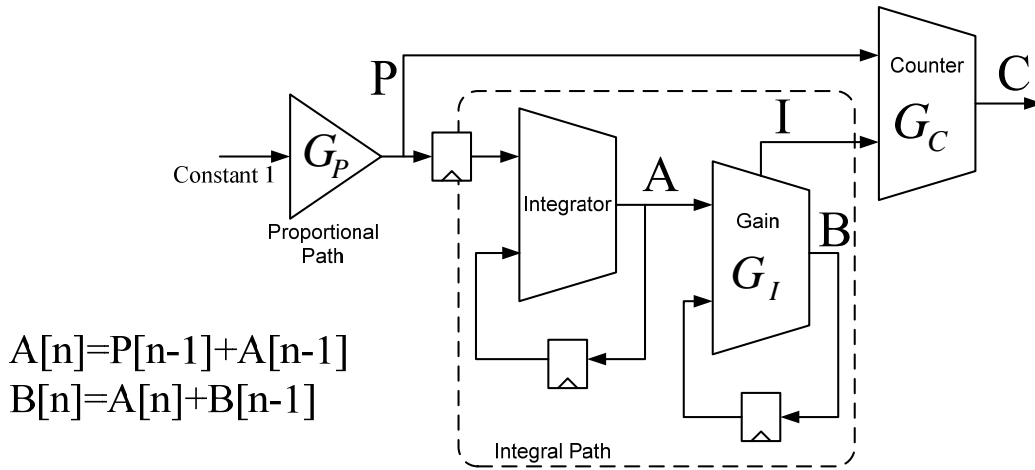 P
Counter
C
G_C
I
Constant 1
G_P
Proportional
Path
Integrator
A
Gain
B
G_I
A[n]=P[n-1]+A[n-1]
B[n]=A[n]+B[n-1]
Integral Path